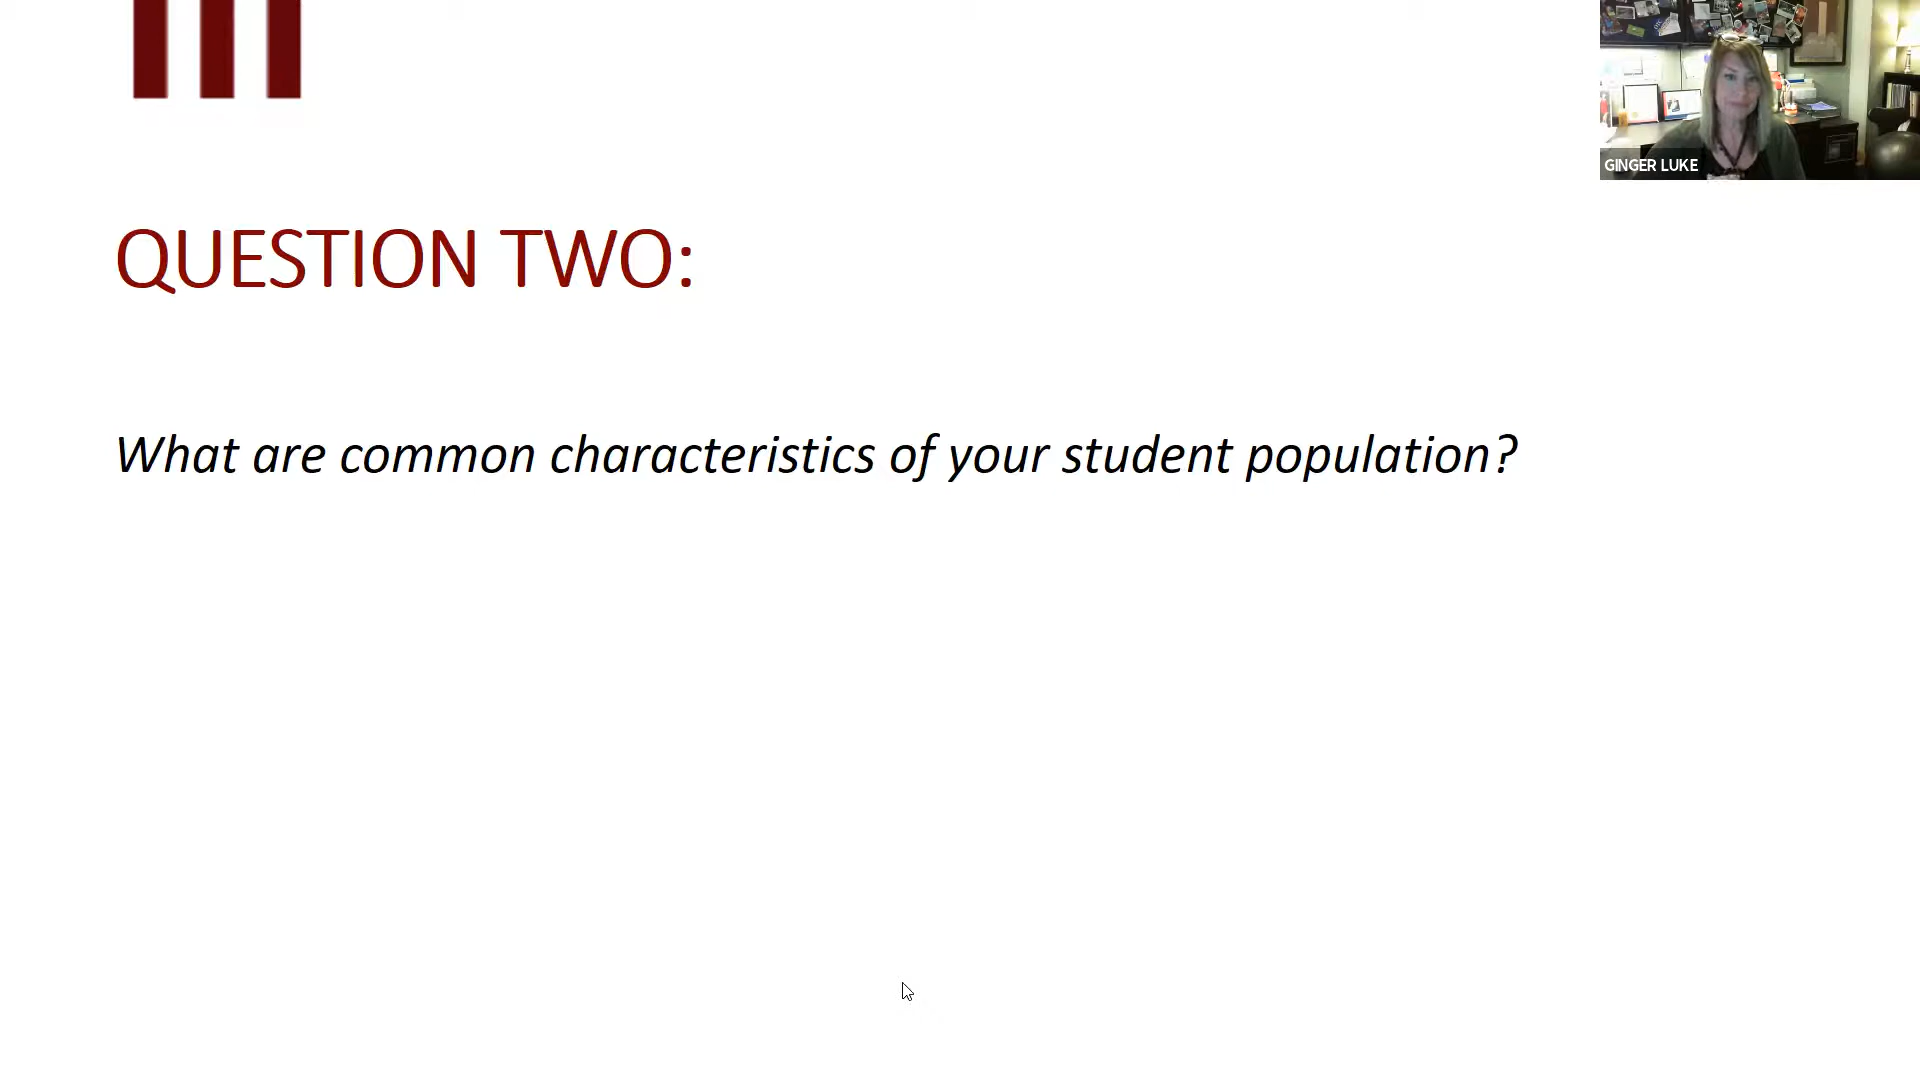 GINGER LUKE
QUESTION TWO:
What are common characteristics of your student population?